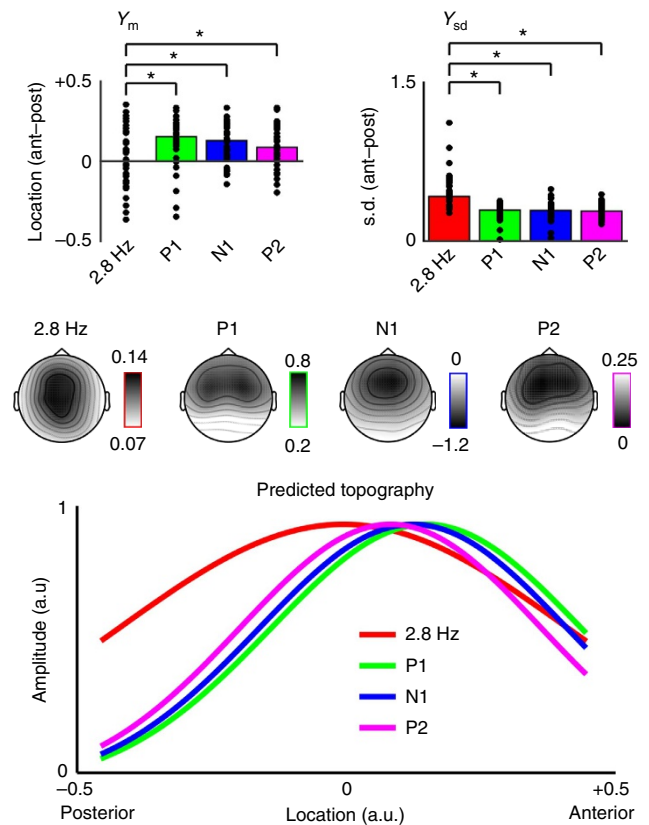 Ym
Ysd
*
*
*
*
*
*
+0.5
0
−0.5
Location (ant–post)
2.8 Hz
P1
N1
P2
1.5
0
s.d. (ant–post)
2.8 Hz
P1
N1
P2
2.8 Hz
P1
N1
P2
0.14
0.07
0.8
0.2
0
−1.2
0.25
0
Predicted topography
1
0
Amplitude (a.u)
2.8 Hz
P1
N1
P2
−0.5
0
+0.5
Posterior
Location (a.u.)
Anterior